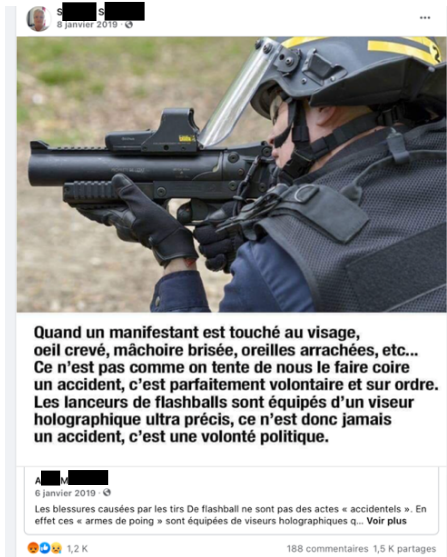 S S
8 janvier 2019
Quand un manifestant est touché au visage,
oeil crevé, mâchoire brisée, oreilles arrachées, etc...
Ce n'est pas comme on tente de nous le faire coire
un accident, c'est parfaitement volontaire et sur ordre.
Les lanceurs de flashballs sont équipés d'un viseur
holographique ultra précis, ce n'est donc jamais
un accident, c'est une volonté politique.
A M
6 janvier 2019
Les blessures causées par les tirs De flashball ne sont pas des actes « accidentels ». En
effet ces « armes de poing » sont équipées de viseurs holographiques q... Voir plus
1,2 K
188 commentaires 1,5 K partages